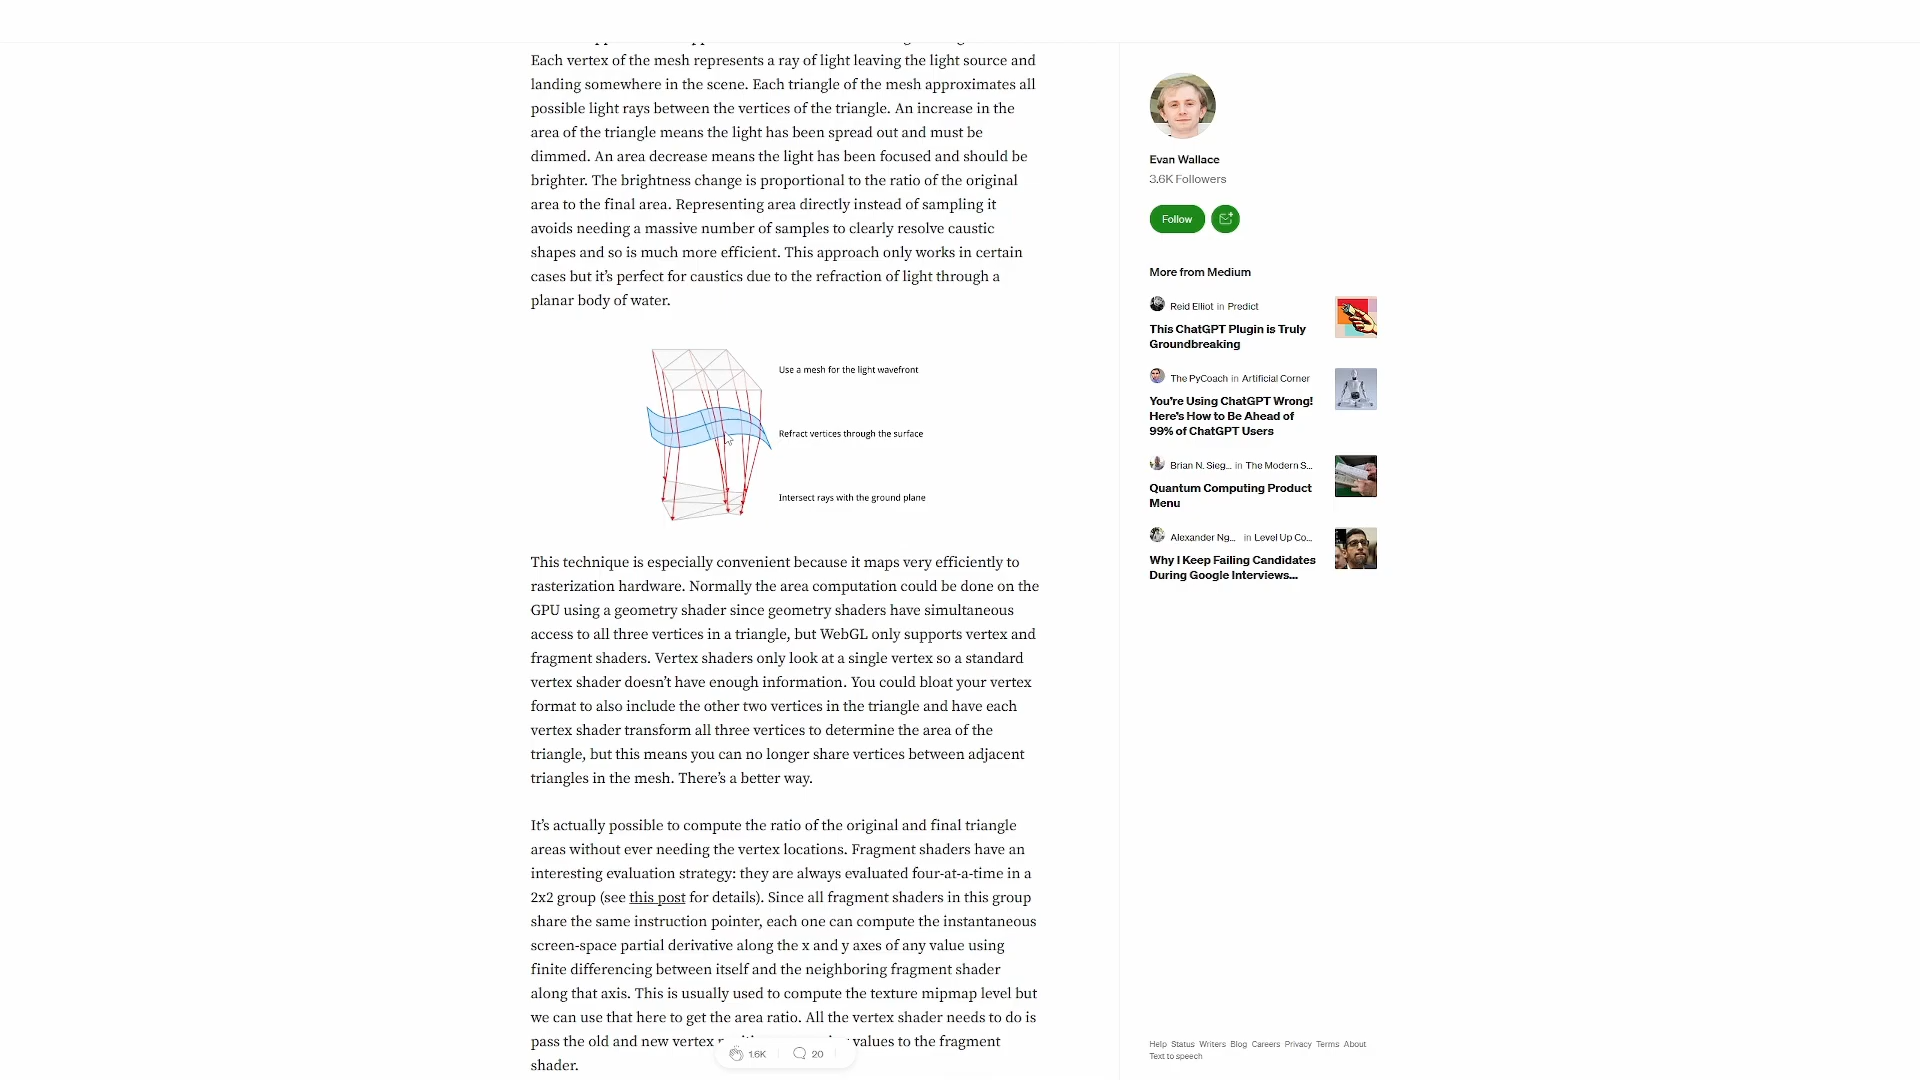 Each vertex of the mesh represents a ray of light leaving the light source and
landing somewhere in the scene. Each triangle of the mesh approximates all
possible light rays between the vertices of the triangle. An increase in the
area of the triangle means the light has been spread out and must be
dimmed. An area decrease means the light has been focused and should be
brighter. The brightness change is proportional to the ratio of the original
area to the final area. Representing area directly instead of sampling it
avoids needing a massive number of samples to clearly resolve caustic
shapes and so is much more efficient. This approach only works in certain
cases but it’s perfect for caustics due to the refraction of light through a
planar body of water.
Use a mesh for the light wavefront
Refract vertices through the surface
Intersect rays with the ground plane
This technique is especially convenient because it maps very efficiently to
rasterization hardware. Normally the area computation could be done on the
GPU using a geometry shader since geometry shaders have simultaneous
access to all three vertices in a triangle, but WebGL only supports vertex and
fragment shaders. Vertex shaders only look at a single vertex so a standard
vertex shader doesn’t have enough information. You could bloat your vertex
format to also include the other two vertices in the triangle and have each
vertex shader transform all three vertices to determine the area of the
triangle, but this means you can no longer share vertices between adjacent
triangles in the mesh. There’s a better way.
It’s actually possible to compute the ratio of the original and final triangle
areas without ever needing the vertex locations. Fragment shaders have an
interesting evaluation strategy: they are always evaluated four-at-a-time in a
2x2 group (see this post for details). Since all fragment shaders in this group
share the same instruction pointer, each one can compute the instantaneous
screen-space partial derivative along the x and y axes of any value using
finite differencing between itself and the neighboring fragment shader
along that axis. This is usually used to compute the texture mipmap level but
we can use that here to get the area ratio. All the vertex shader needs to do is
pass the old and new vertex values to the fragment
shader.
1.6K 20
Evan Wallace
3.6K Followers
Follow
More from Medium
Reid Elliot in Predict
This ChatGPT Plugin is Truly
Groundbreaking
The PyCoach in Artificial Corner
You’re Using ChatGPT Wrong!
Here’s How to Be Ahead of
99% of ChatGPT Users
Brian N. Sieg... in The Modern S...
Quantum Computing Product
Menu
Alexander Ng... in Level Up Co...
Why I Keep Failing Candidates
During Google Interviews...
Help Status Writers Blog Careers Privacy Terms About
Text to speech